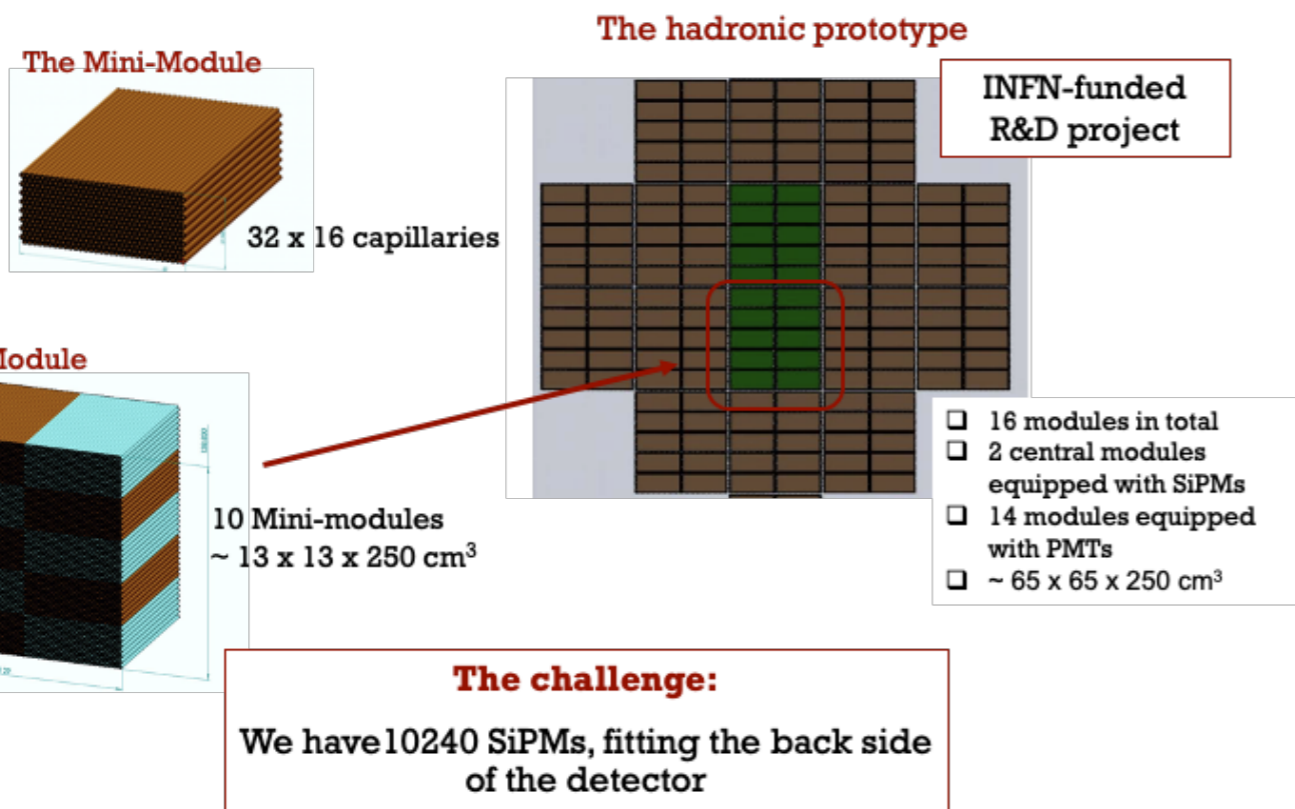 The hadronic prototype
The Mini-Module
INFN-funded
R&D project
32 x 16 capillaries
Module
10 Mini-modules
~ 13 x 13 x 250 cm³
❑ 16 modules in total
❑ 2 central modules
equipped with SiPMs
❑ 14 modules equipped
with PMTs
❑ ~ 65 x 65 x 250 cm³
The challenge:
We have10240 SiPMs, fitting the back side
of the detector